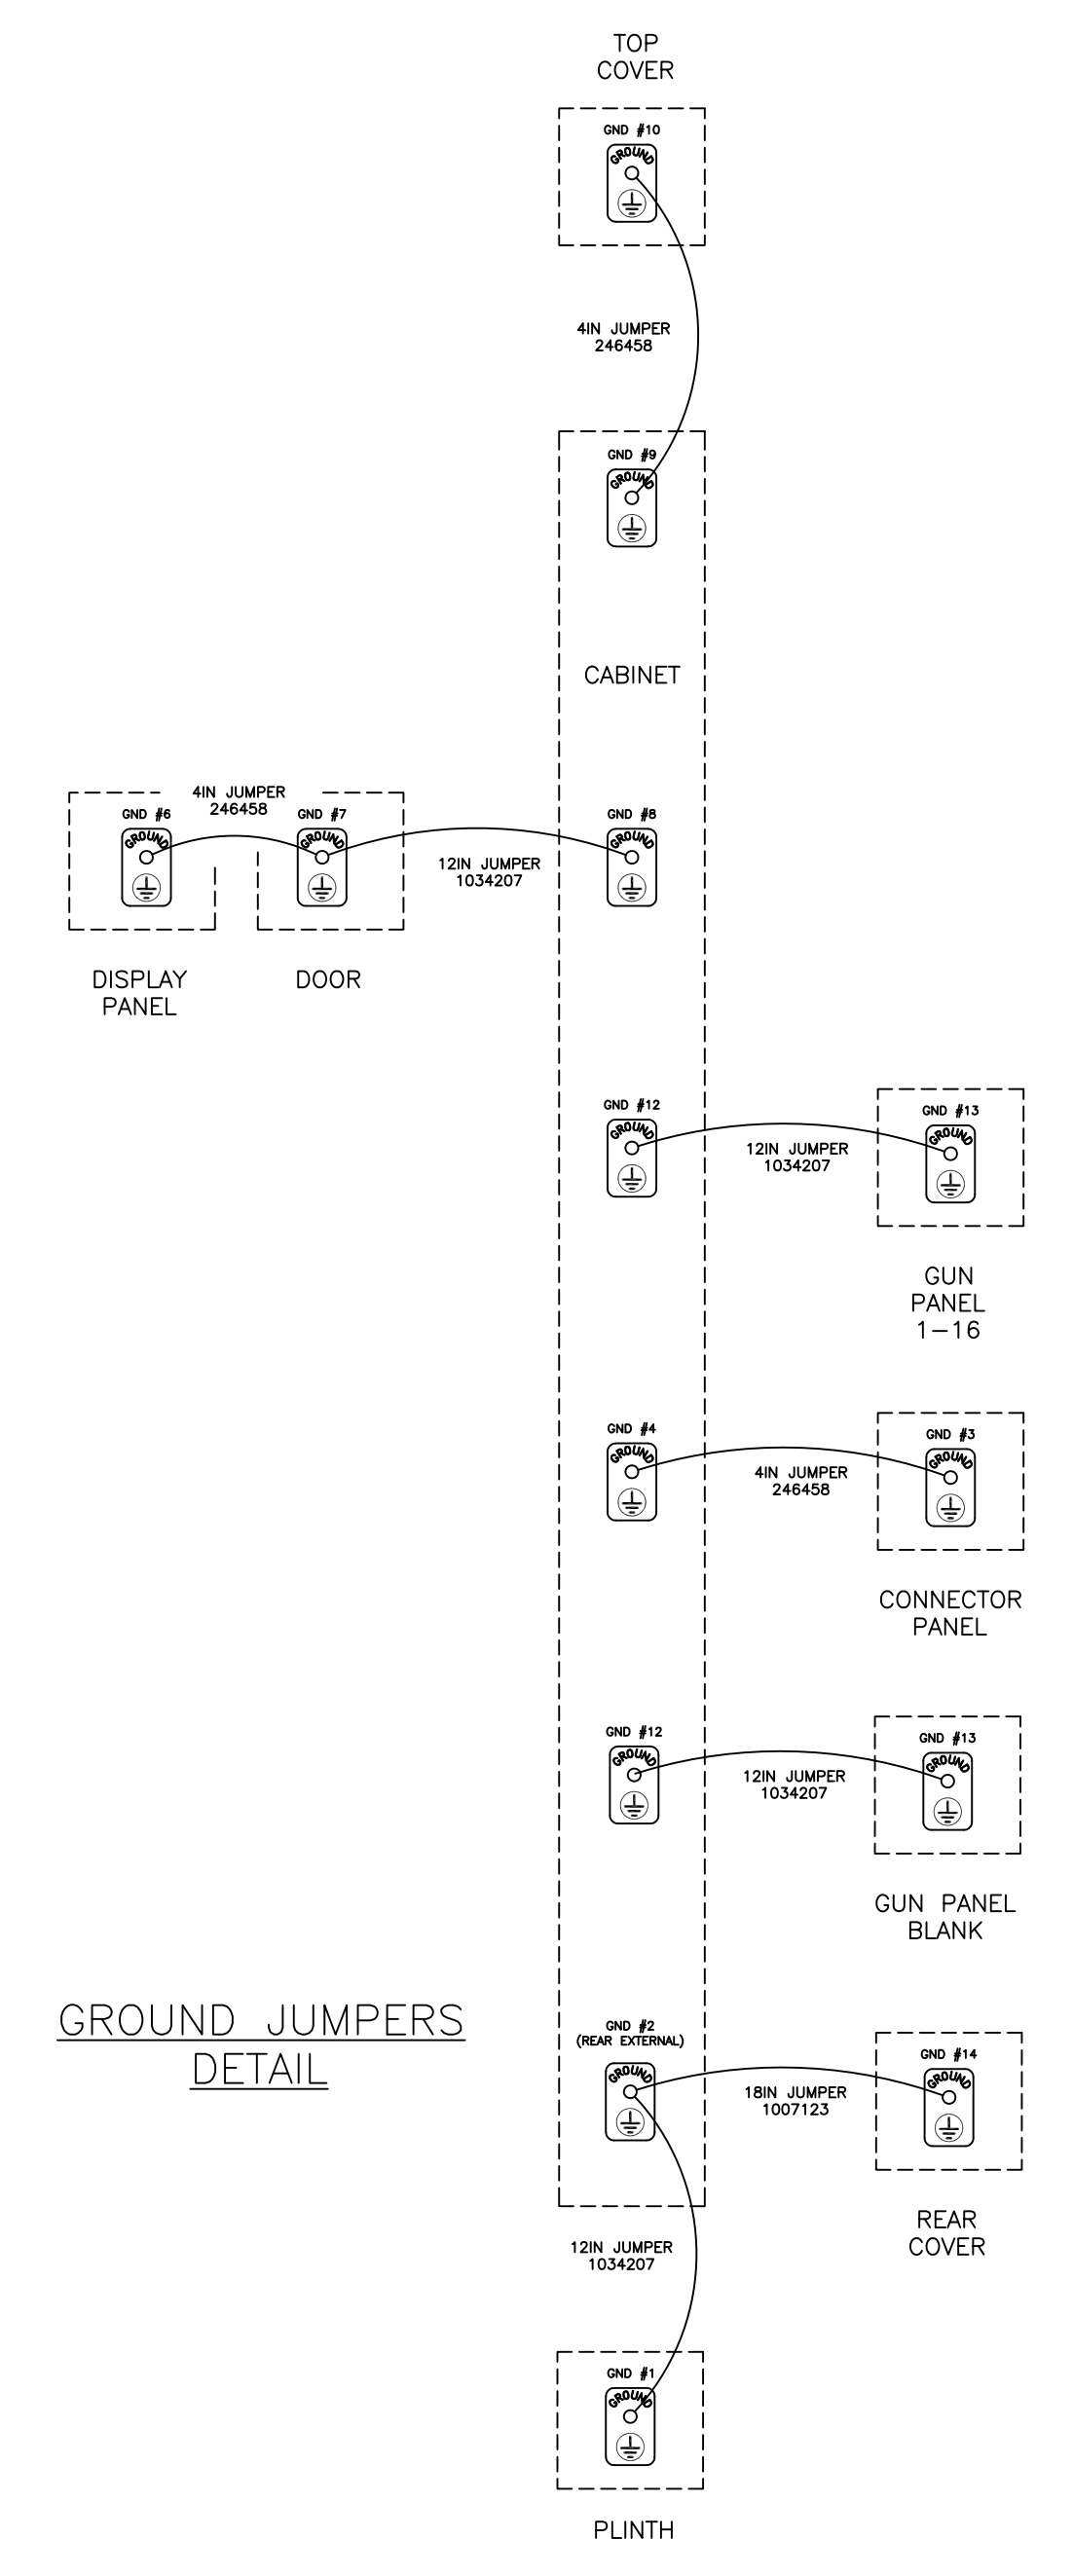 TOP
COVER
GND #10
GROUND
4IN JUMPER
246458
GND #9
GROUND
CABINET
4IN JUMPER
246458
GND #6
GROUND
GND #7
GROUND
12IN JUMPER
1034207
GND #8
GROUND
DISPLAY
PANEL
DOOR
GND #12
GROUND
12IN JUMPER
1034207
GND #13
GROUND
GUN
PANEL
1-16
GND #4
GROUND
4IN JUMPER
246458
GND #3
GROUND
CONNECTOR
PANEL
GND #12
GROUND
12IN JUMPER
1034207
GND #13
GROUND
GUN PANEL
BLANK
GROUND JUMPERS
DETAIL
GND #2
(REAR EXTERNAL)
GROUND
18IN JUMPER
1007123
GND #14
GROUND
REAR
COVER
12IN JUMPER
1034207
GND #1
GROUND
PLINTH